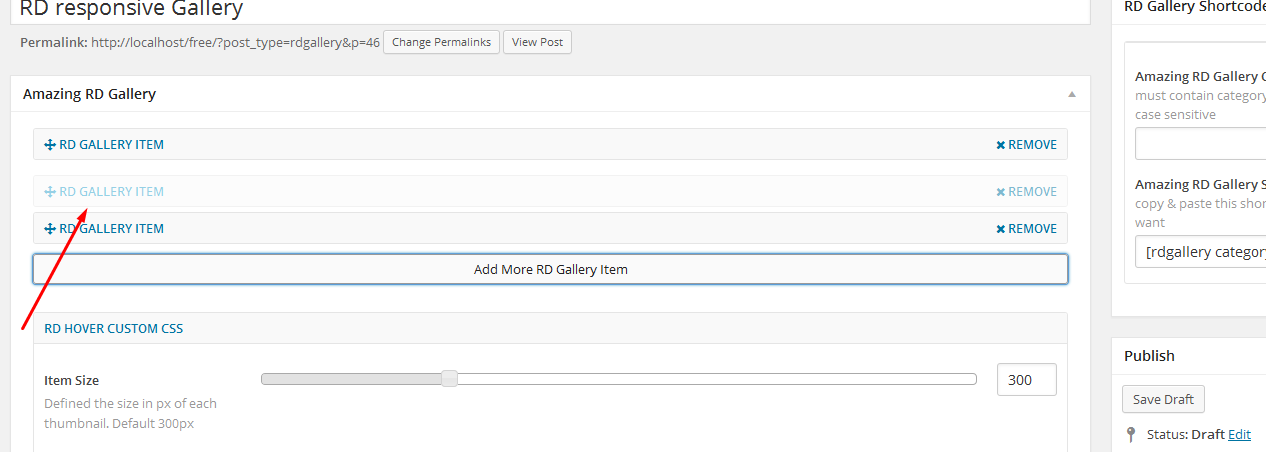 RD responsive Gallery
Permalink: http://localhost/free/?post_type=rdgallery&p=46 Change Permalinks View Post
Amazing RD Gallery
RD GALLERY ITEM REMOVE
RD GALLERY ITEM REMOVE
RD GALLERY ITEM REMOVE
Add More RD Gallery Item
RD HOVER CUSTOM CSS
Item Size 300
Defined the size in px of each
thumbnail. Default 300px
RD Gallery Shortcode
Amazing RD Gallery
must contain category
case sensitive
Amazing RD Gallery
copy & paste this
want
[rdgallery category
Publish
Save Draft
Status: Draft Edit